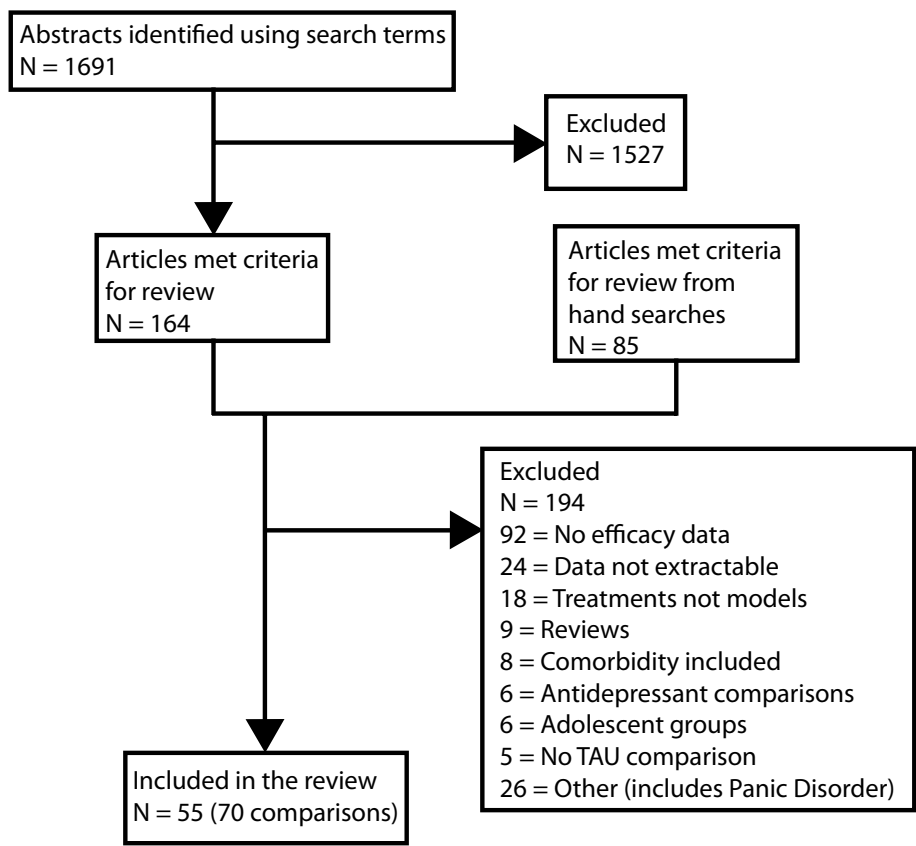 Abstracts identified using search terms
N = 1691
Excluded
N = 1527
Articles met criteria
for review
N = 164
Articles met criteria
for review from
hand searches
N = 85
Excluded
N = 194
92 = No efficacy data
24 = Data not extractable
18 = Treatments not models
9 = Reviews
8 = Comorbidity included
6 = Antidepressant comparisons
6 = Adolescent groups
5 = No TAU comparison
26 = Other (includes Panic Disorder)
Included in the review
N = 55 (70 comparisons)